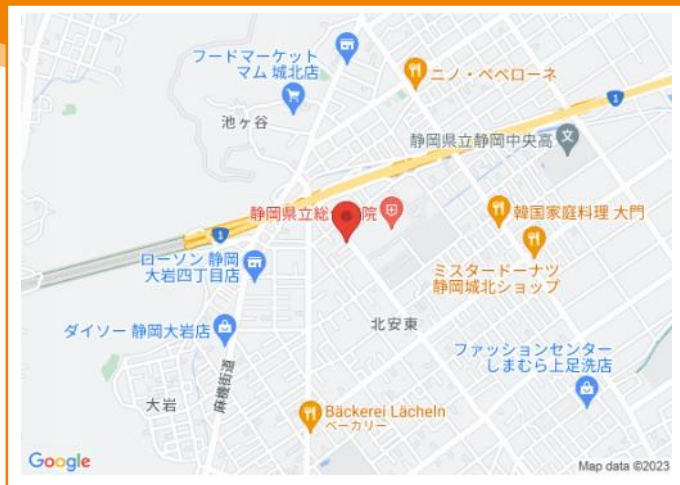 フードマーケット
マム 城北店
ニノ・ペペローネ
1
池ヶ谷
静岡県立静岡中央高
文
静岡県立総
院
韓国家庭料理 大門
1
ローソン 静岡
大岩四丁目店
ミスタードーナツ
静岡城北ショップ
北安東
ダイソー 静岡大岩店
ファッションセンター
しまむら上足洗店
麻機街道
大岩
Bäckerei Lächeln
ベーカリー
Google
Map data ©2023